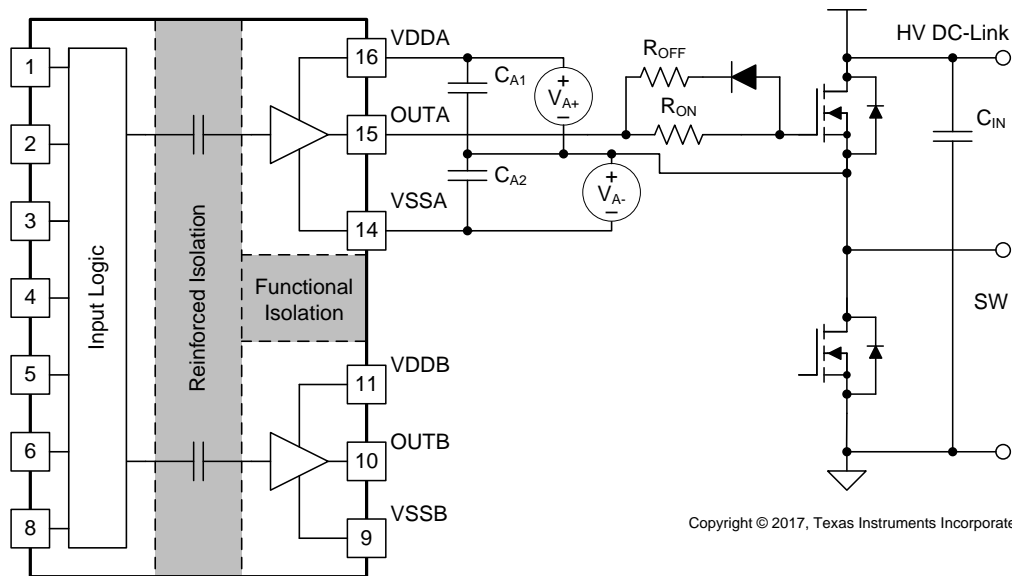 1
2
3
4
5
6
8
Input Logic
Reinforced Isolation
Functional
Isolation
16
VDDA
15
OUTA
14
VSSA
11
VDDB
10
OUTB
9
VSSB
CA1
CA2
+
VA+
−
+
VA-
−
ROFF
RON
HV DC-Link
CIN
SW
Copyright © 2017, Texas Instruments Incorporate